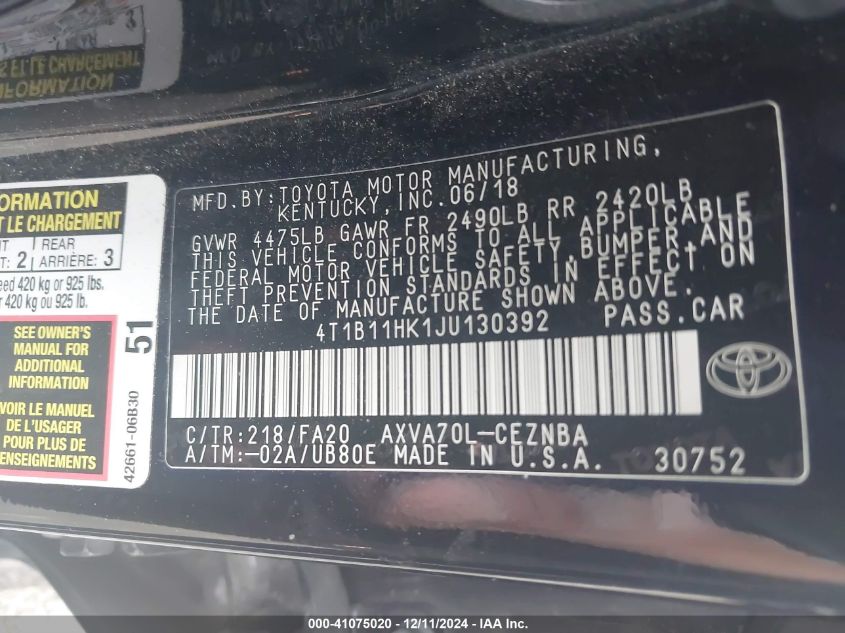 MFD.BY:TOYOTA MOTOR MANUFACTURING,
KENTUCKY,INC.06/18
GVWR 4475LB GAWR FR 2490LB RR 2420LB
THIS VEHICLE CONFORMS TO ALL APPLICABLE
FEDERAL MOTOR VEHICLE SAFETY,BUMPER,AND
THEFT PREVENTION STANDARDS IN EFFECT ON
THE DATE OF MANUFACTURE SHOWN ABOVE.
4T1B11HK1JU130392 PASS.CAR
C/TR:218/FA20 AXVA70L-CEZNBA
A/TM:-02A/UB80E MADE IN U.S.A. 30752
LE CHARGEMENT
REAR
2 ARRIÈRE: 3
420 kg or 925 lbs.
420 kg ou 925 lb.
SEE OWNER'S
MANUAL FOR
ADDITIONAL
INFORMATION
VOIR LE MANUEL
DE L'USAGER
POUR PLUS DE
RENSEIGNEMENTS
51
42661-06B30
000-41075020 - 12/11/2024 - IAA, Inc.